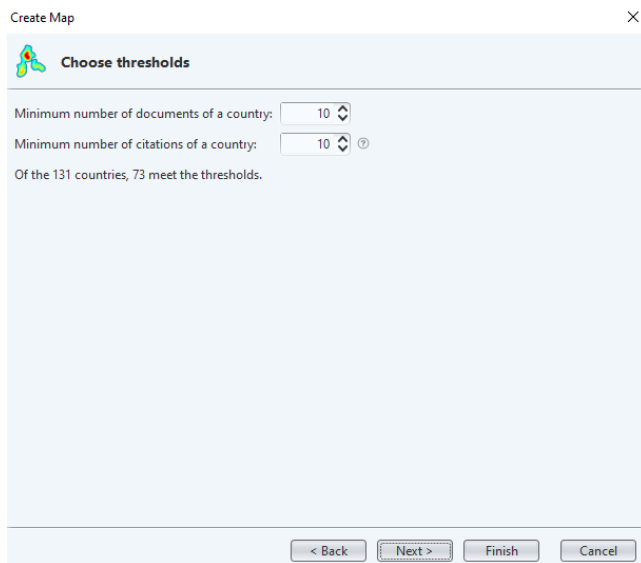 Create Map
Choose thresholds
Minimum number of documents of a country: 10
Minimum number of citations of a country: 10
Of the 131 countries, 73 meet the thresholds.
< Back Next > Finish Cancel